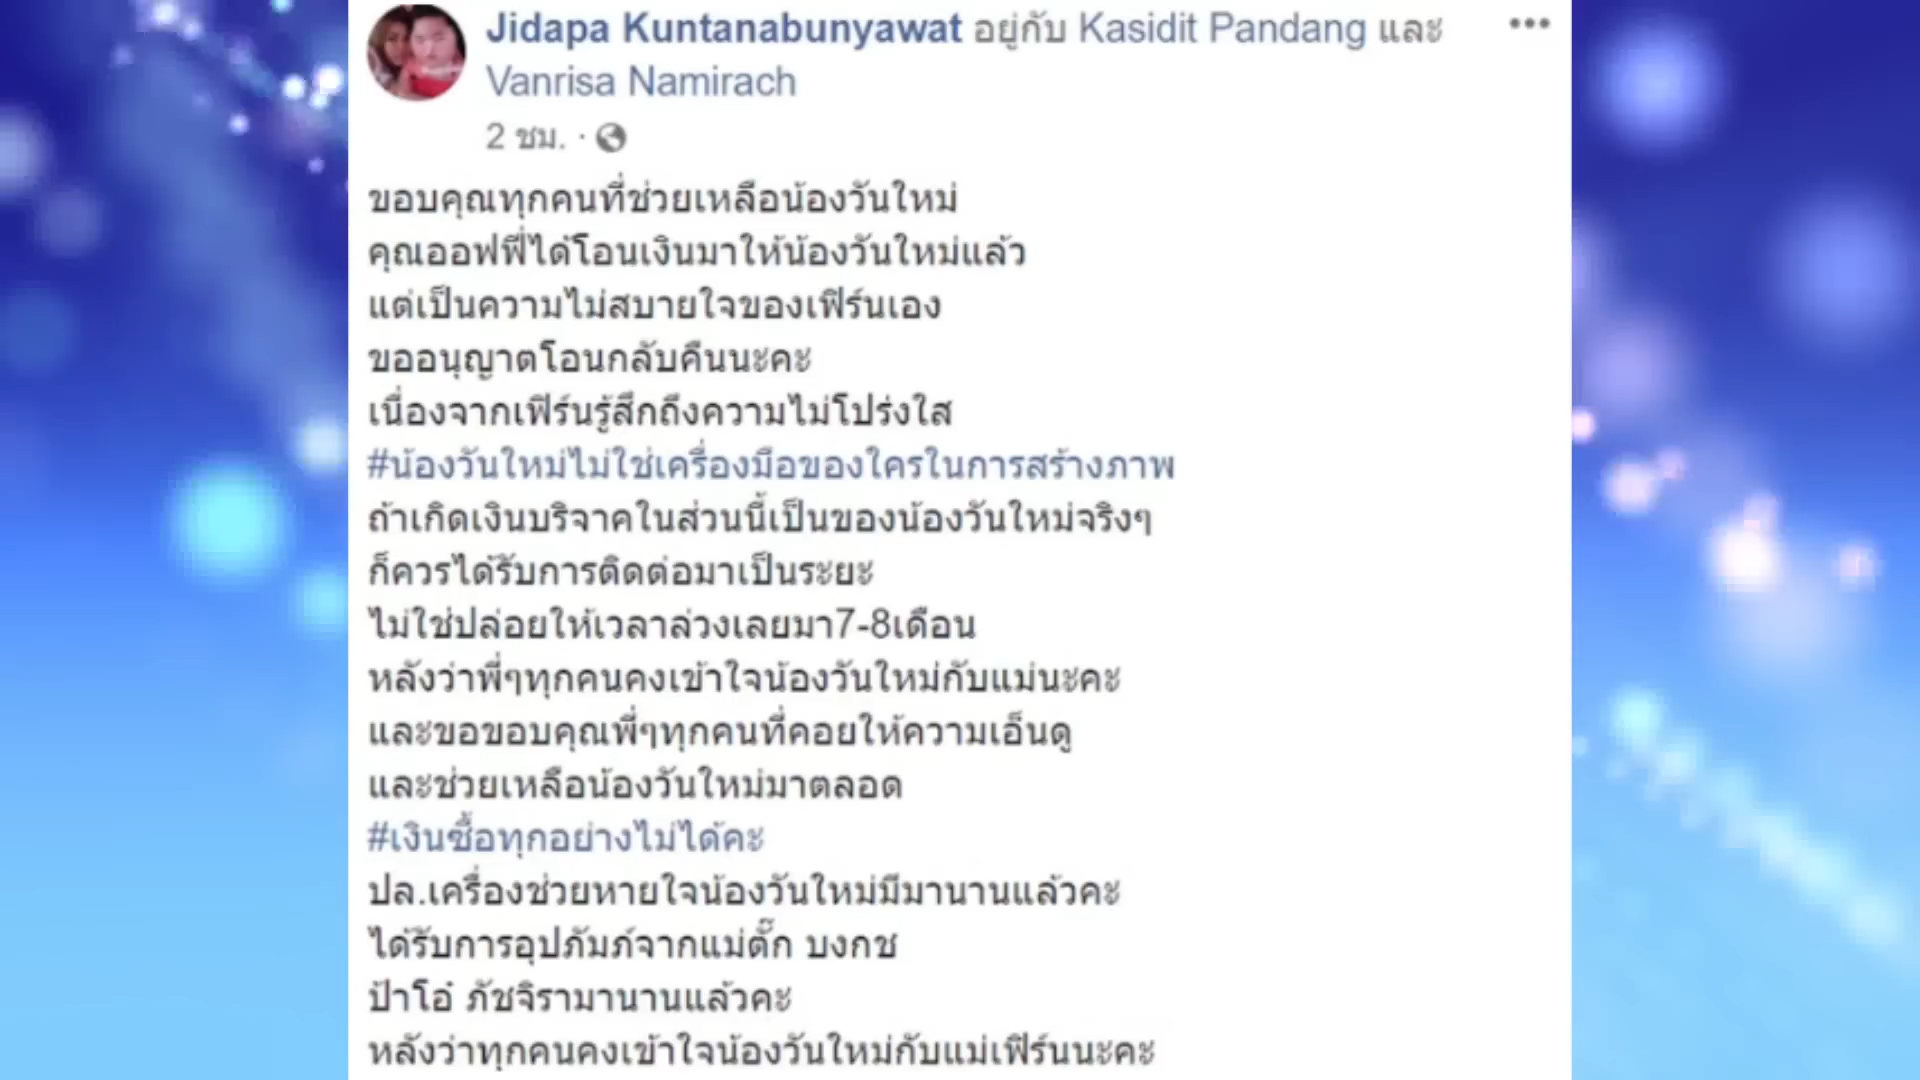 Jidapa Kuntanabunyawat อยู่กับ Kasidit Pandang และ
Vanrisa Namirach
2 ชม. ·
ขอบคุณทุกคนที่ช่วยเหลือน้องวันใหม่
คุณออฟฟี่ได้โอนเงินมาให้น้องวันใหม่แล้ว
แต่เป็นความไม่สบายใจของเฟิร์นเอง
ขออนุญาตโอนกลับคืนนะคะ
เนื่องจากเฟิร์นรู้สึกถึงความไม่โปร่งใส
#น้องวันใหม่ไม่ใช่เครื่องมือของใครในการสร้างภาพ
ถ้าเกิดเงินบริจาคในส่วนนี้เป็นของน้องวันใหม่จริงๆ
ก็ควรได้รับการติดต่อมาเป็นระยะ
ไม่ใช่ปล่อยให้เวลาล่วงเลยมา7-8เดือน
หลังว่าพี่ๆทุกคนคงเข้าใจน้องวันใหม่กับแม่นะคะ
และขอขอบคุณพี่ๆทุกคนที่คอยให้ความเอ็นดู
และช่วยเหลือน้องวันใหม่มาตลอด
#เงินซื้อทุกอย่างไม่ได้คะ
ปล.เครื่องช่วยหายใจน้องวันใหม่มีมานานแล้วคะ
ได้รับการอุปภัมภ์จากแม่ตั๊ก บงกช
ป้าโอ๋ ภัชจิรามานานแล้วคะ
หลังว่าทุกคนคงเข้าใจน้องวันใหม่กับแม่เฟิร์นนะคะ